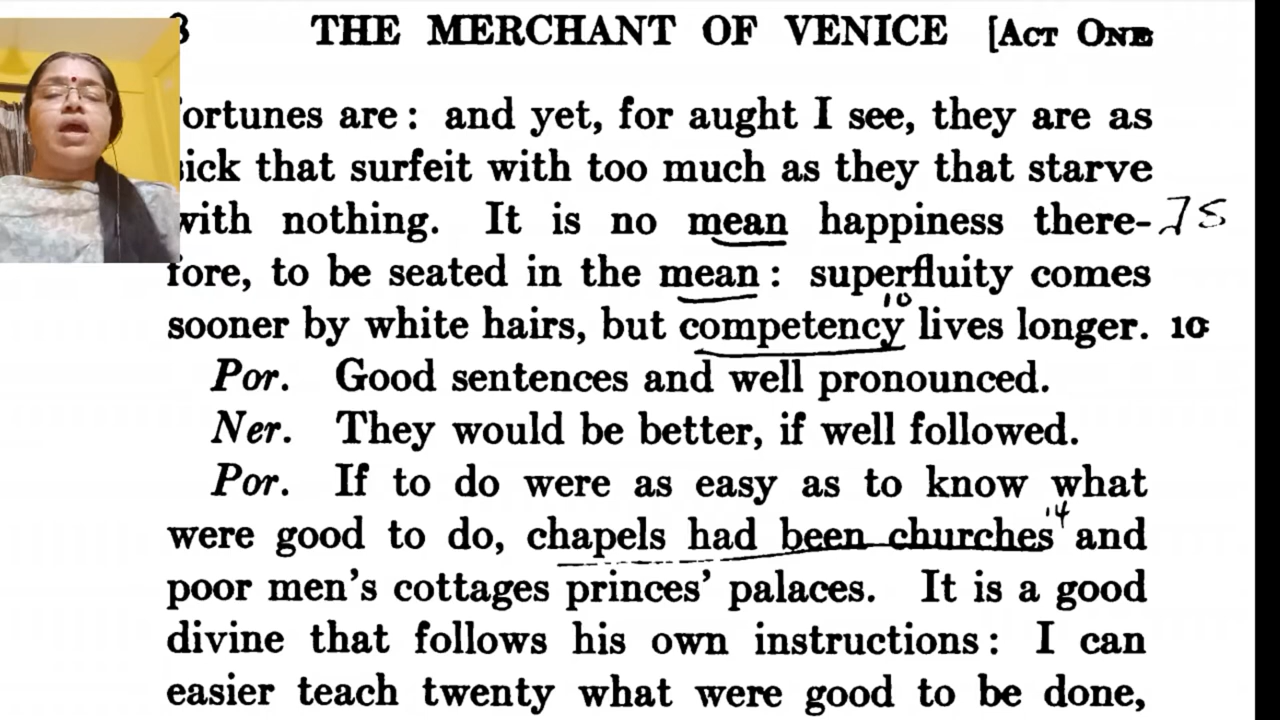 8 THE MERCHANT OF VENICE [ACT ONE
fortunes are: and yet, for aught I see, they are as
sick that surfeit with too much as they that starve
with nothing. It is no mean happiness there- 75
fore, to be seated in the mean: superfluity comes
10
sooner by white hairs, but competency lives longer. 10
Por. Good sentences and well pronounced.
Ner. They would be better, if well followed.
Por. If to do were as easy as to know what
14
were good to do, chapels had been churches and
poor men's cottages princes' palaces. It is a good
divine that follows his own instructions: I can
easier teach twenty what were good to be done,